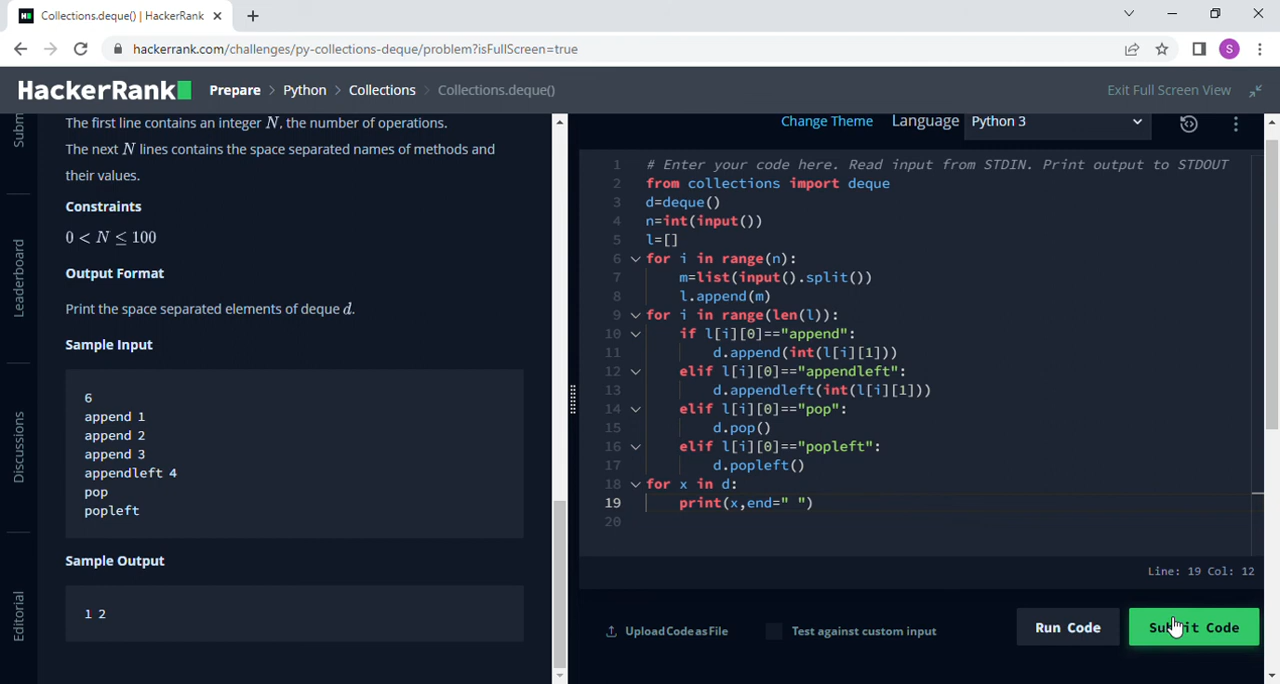 Collections.deque() | HackerRank
hackerrank.com/challenges/py-collections-deque/problem?isFullScreen=true
S
HackerRank
Prepare > Python > Collections > Collections.deque()
Exit Full Screen View
Subm
Leaderboard
Discussions
Editorial
The first line contains an integer N, the number of operations.
The next N lines contains the space separated names of methods and
their values.
Constraints
0 < N ≤ 100
Output Format
Print the space separated elements of deque d.
Sample Input
6
append 1
append 2
append 3
appendleft 4
pop
popleft
Sample Output
1 2
Change Theme Language Python 3
1 # Enter your code here. Read input from STDIN. Print output to STDOUT
2 from collections import deque
3 d=deque()
4 n=int(input())
5 l=[]
6 for i in range(n):
7     m=list(input().split())
8     l.append(m)
9 for i in range(len(l)):
10     if l[i][0]=="append":
11         d.append(int(l[i][1]))
12     elif l[i][0]=="appendleft":
13         d.appendleft(int(l[i][1]))
14     elif l[i][0]=="pop":
15         d.pop()
16     elif l[i][0]=="popleft":
17         d.popleft()
18 for x in d:
19     print(x,end=" ")
20
Line: 19 Col: 12
Upload Code as File
Test against custom input
Run Code
Submit Code